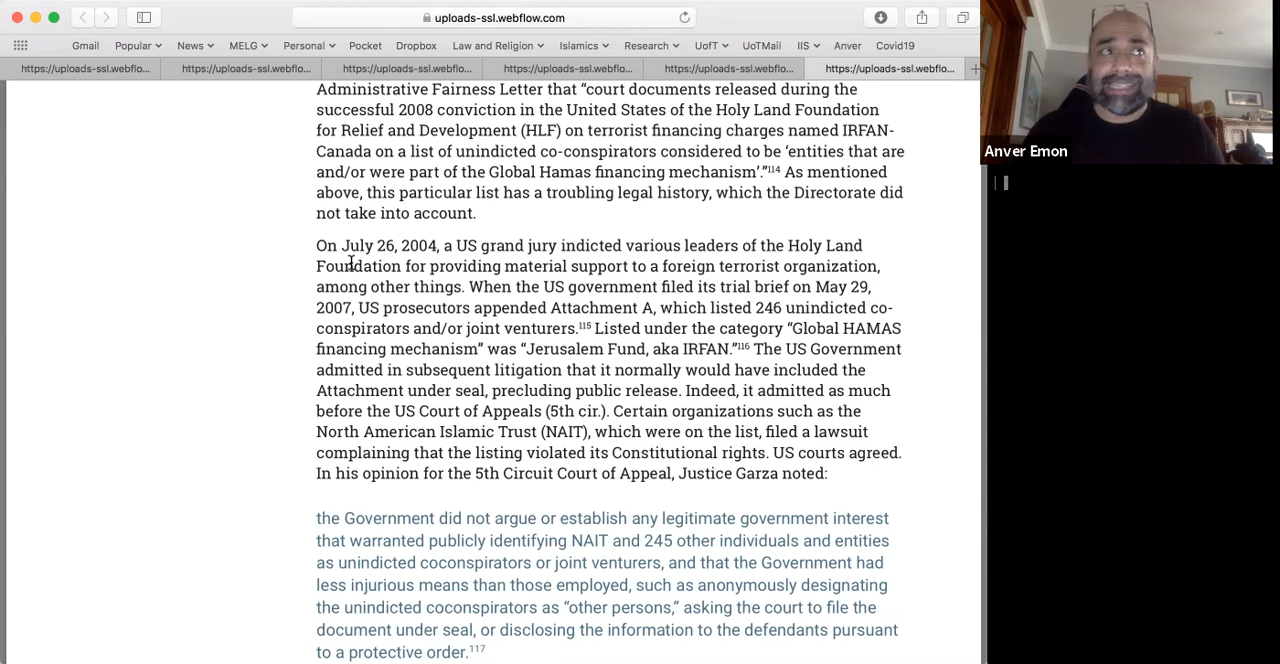 uploads-ssl.webflow.com
Gmail Popular News MELG Personal Pocket Dropbox Law and Religion Islamics Research UofT UoTMail IIS Anver Covid19
https://uploads-ssl.webflo... https://uploads-ssl.webflo... https://uploads-ssl.webflo... https://uploads-ssl.webflo... https://uploads-ssl.webflo... https://uploads-ssl.webflo...
Administrative Fairness Letter that “court documents released during the
successful 2008 conviction in the United States of the Holy Land Foundation
for Relief and Development (HLF) on terrorist financing charges named IRFAN-
Canada on a list of unindicted co-conspirators considered to be ‘entities that are
and/or were part of the Global Hamas financing mechanism’.”114 As mentioned
above, this particular list has a troubling legal history, which the Directorate did
not take into account.
On July 26, 2004, a US grand jury indicted various leaders of the Holy Land
Foundation for providing material support to a foreign terrorist organization,
among other things. When the US government filed its trial brief on May 29,
2007, US prosecutors appended Attachment A, which listed 246 unindicted co-
conspirators and/or joint venturers.115 Listed under the category “Global HAMAS
financing mechanism” was “Jerusalem Fund, aka IRFAN.”116 The US Government
admitted in subsequent litigation that it normally would have included the
Attachment under seal, precluding public release. Indeed, it admitted as much
before the US Court of Appeals (5th cir.). Certain organizations such as the
North American Islamic Trust (NAIT), which were on the list, filed a lawsuit
complaining that the listing violated its Constitutional rights. US courts agreed.
In his opinion for the 5th Circuit Court of Appeal, Justice Garza noted:
the Government did not argue or establish any legitimate government interest
that warranted publicly identifying NAIT and 245 other individuals and entities
as unindicted coconspirators or joint venturers, and that the Government had
less injurious means than those employed, such as anonymously designating
the unindicted coconspirators as “other persons,” asking the court to file the
document under seal, or disclosing the information to the defendants pursuant
to a protective order.117
Anver Emon